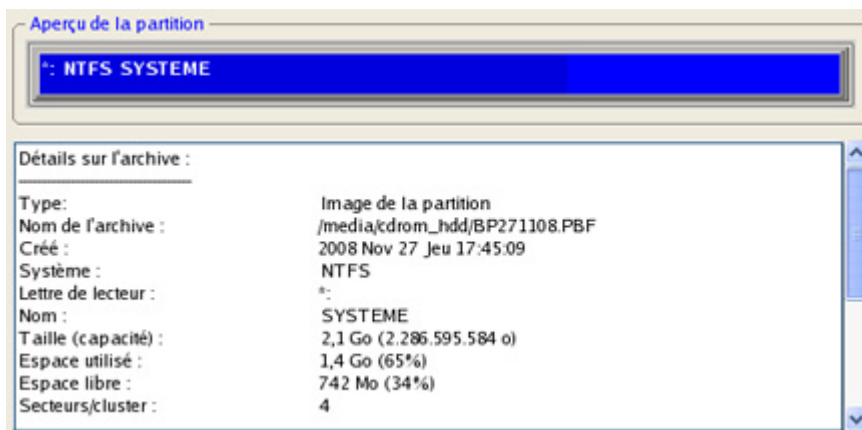 Aperçu de la partition
*: NTFS SYSTEME
Détails sur l'archive :
------------------------------------
Type: Image de la partition
Nom de l'archive : /media/cdrom_hdd/BP271108.PBF
Créé : 2008 Nov 27 Jeu 17:45:09
Système : NTFS
Lettre de lecteur : *:
Nom : SYSTEME
Taille (capacité) : 2,1 Go (2.286.595.584 o)
Espace utilisé : 1,4 Go (65%)
Espace libre : 742 Mo (34%)
Secteurs/cluster : 4